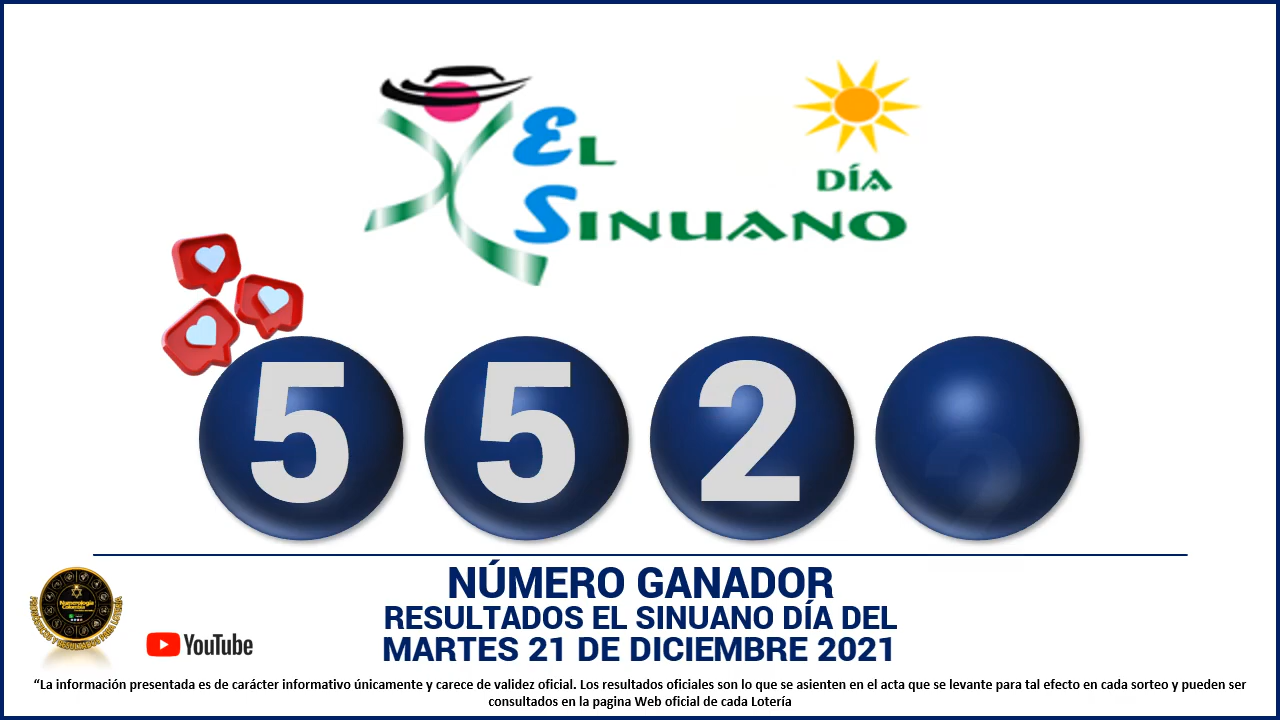 EL
DÍA
SINUANO
5 5 2
NÚMERO GANADOR
RESULTADOS EL SINUANO DÍA DEL
MARTES 21 DE DICIEMBRE 2021
Numerología
Colombia
YouTube
“La información presentada es de carácter informativo únicamente y carece de validez oficial. Los resultados oficiales son lo que se asienten en el acta que se levante para tal efecto en cada sorteo y pueden ser
consultados en la pagina Web oficial de cada Lotería